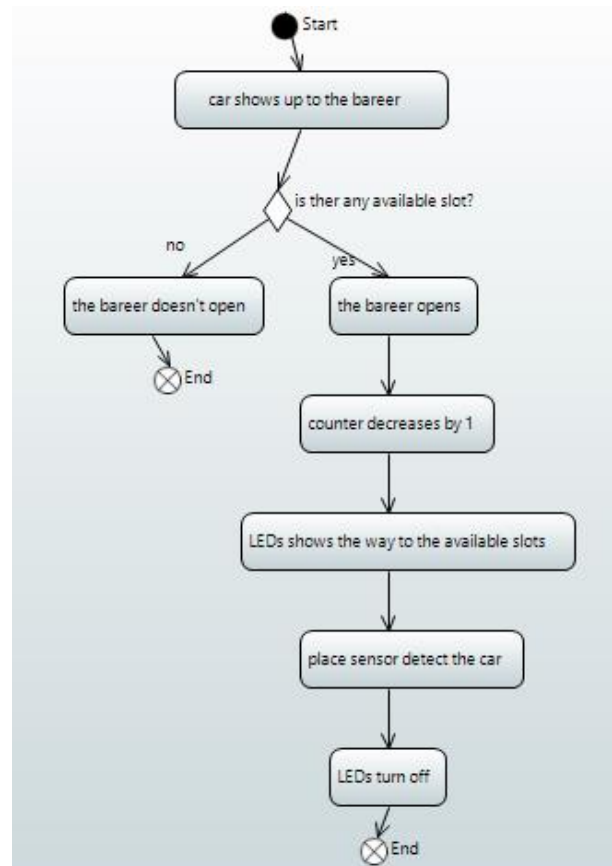 Start
car shows up to the bareer
is ther any available slot?
no
yes
the bareer doesn't open
the bareer opens
End
counter decreases by 1
LEDs shows the way to the available slots
place sensor detect the car
LEDs turn off
End